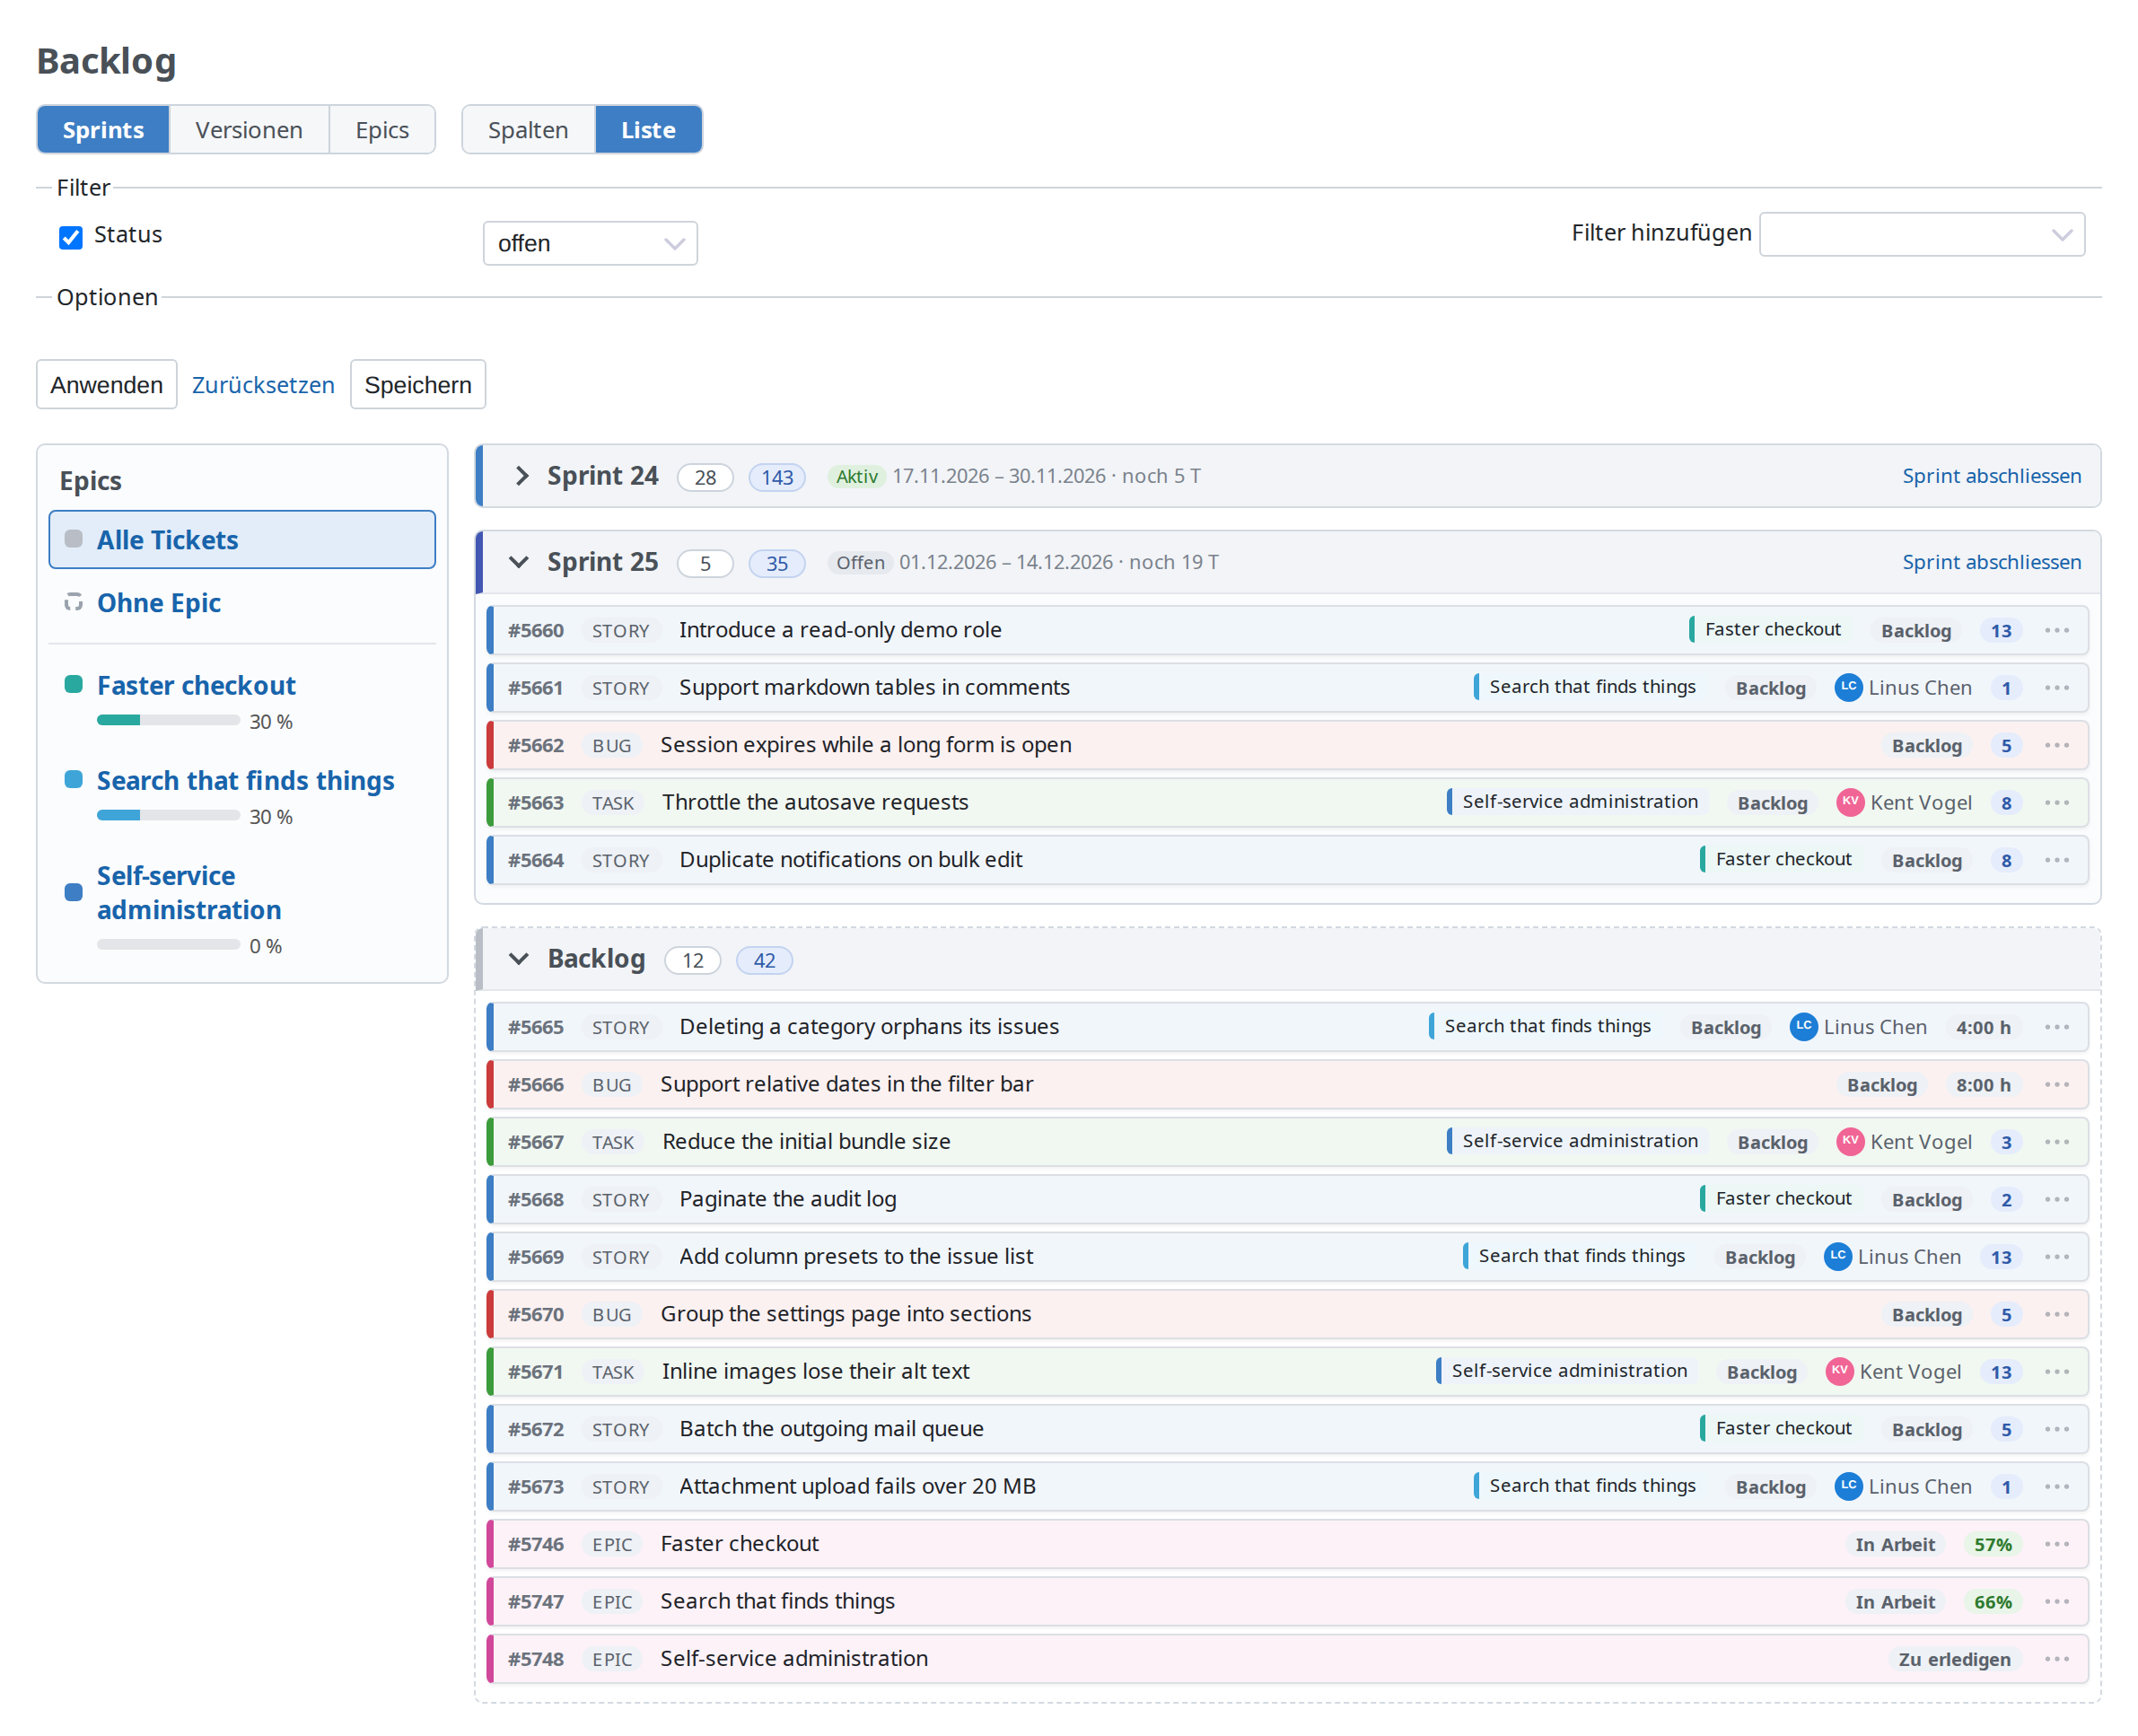 Backlog
Sprints Versionen Epics Spalten Liste
Filter
Status offen Filter hinzufügen
Optionen
Anwenden Zurücksetzen Speichern
Epics
Alle Tickets
Ohne Epic
Faster checkout
30 %
Search that finds things
30 %
Self-service
administration
0 %
Sprint 24 28 143 Aktiv 17.11.2026 – 30.11.2026 · noch 5 T Sprint abschliessen
Sprint 25 5 35 Offen 01.12.2026 – 14.12.2026 · noch 19 T Sprint abschliessen
#5660 STORY Introduce a read-only demo role Faster checkout Backlog 13
#5661 STORY Support markdown tables in comments Search that finds things Backlog LC Linus Chen 1
#5662 BUG Session expires while a long form is open Backlog 5
#5663 TASK Throttle the autosave requests Self-service administration Backlog KV Kent Vogel 8
#5664 STORY Duplicate notifications on bulk edit Faster checkout Backlog 8
Backlog 12 42
#5665 STORY Deleting a category orphans its issues Search that finds things Backlog LC Linus Chen 4:00 h
#5666 BUG Support relative dates in the filter bar Backlog 8:00 h
#5667 TASK Reduce the initial bundle size Self-service administration Backlog KV Kent Vogel 3
#5668 STORY Paginate the audit log Faster checkout Backlog 2
#5669 STORY Add column presets to the issue list Search that finds things Backlog LC Linus Chen 13
#5670 BUG Group the settings page into sections Backlog 5
#5671 TASK Inline images lose their alt text Self-service administration Backlog KV Kent Vogel 13
#5672 STORY Batch the outgoing mail queue Faster checkout Backlog 5
#5673 STORY Attachment upload fails over 20 MB Search that finds things Backlog LC Linus Chen 1
#5746 EPIC Faster checkout In Arbeit 57%
#5747 EPIC Search that finds things In Arbeit 66%
#5748 EPIC Self-service administration Zu erledigen